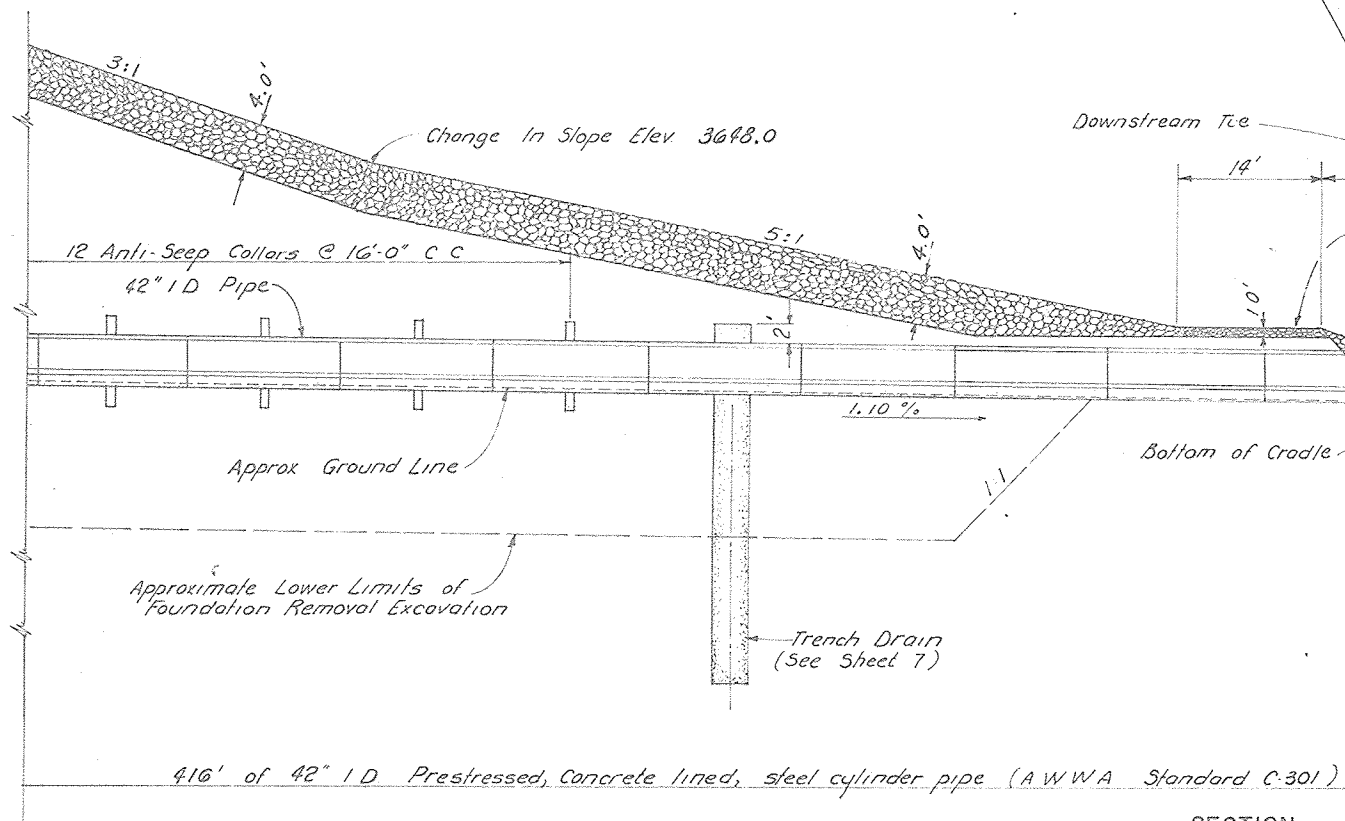 3:1
4.0'
Change In Slope Elev. 3648.0
Downstream Toe
14'
12 Anti-Seep Collars @ 16'-0" C C
5:1
4.0'
42" I D Pipe
2'
1.0'
1.10 %
Approx Ground Line
Bottom of Cradle
1:1
Approximate Lower Limits of
Foundation Removal Excavation
Trench Drain
(See Sheet 7)
416' of 42" I D Prestressed, Concrete lined, steel cylinder pipe (A W W A Standard C-301)
SECTION